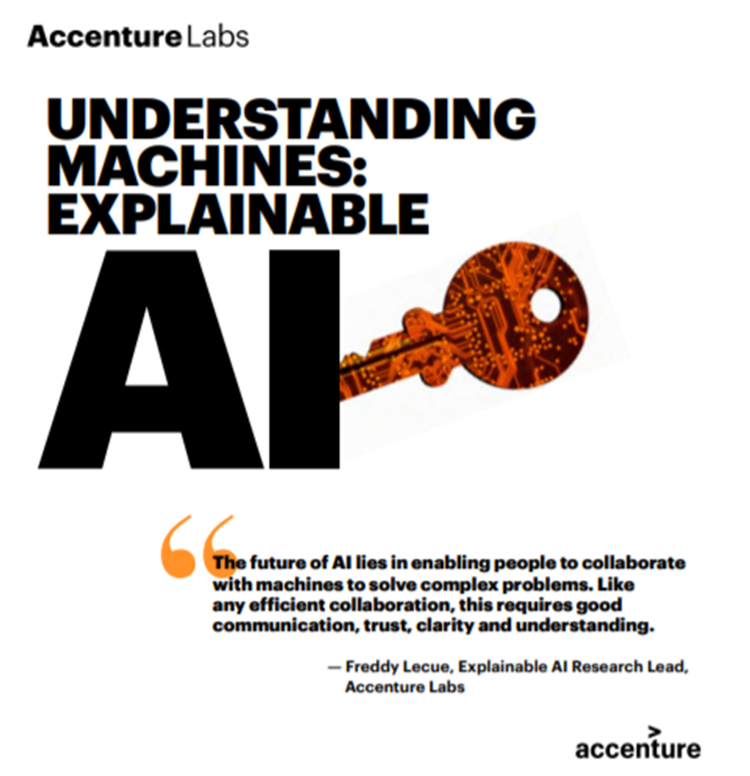 Accenture Labs
UNDERSTANDING
MACHINES:
EXPLAINABLE
AI
“The future of AI lies in enabling people to collaborate
with machines to solve complex problems. Like
any efficient collaboration, this requires good
communication, trust, clarity and understanding.
— Freddy Lecue, Explainable AI Research Lead,
Accenture Labs
>
accenture